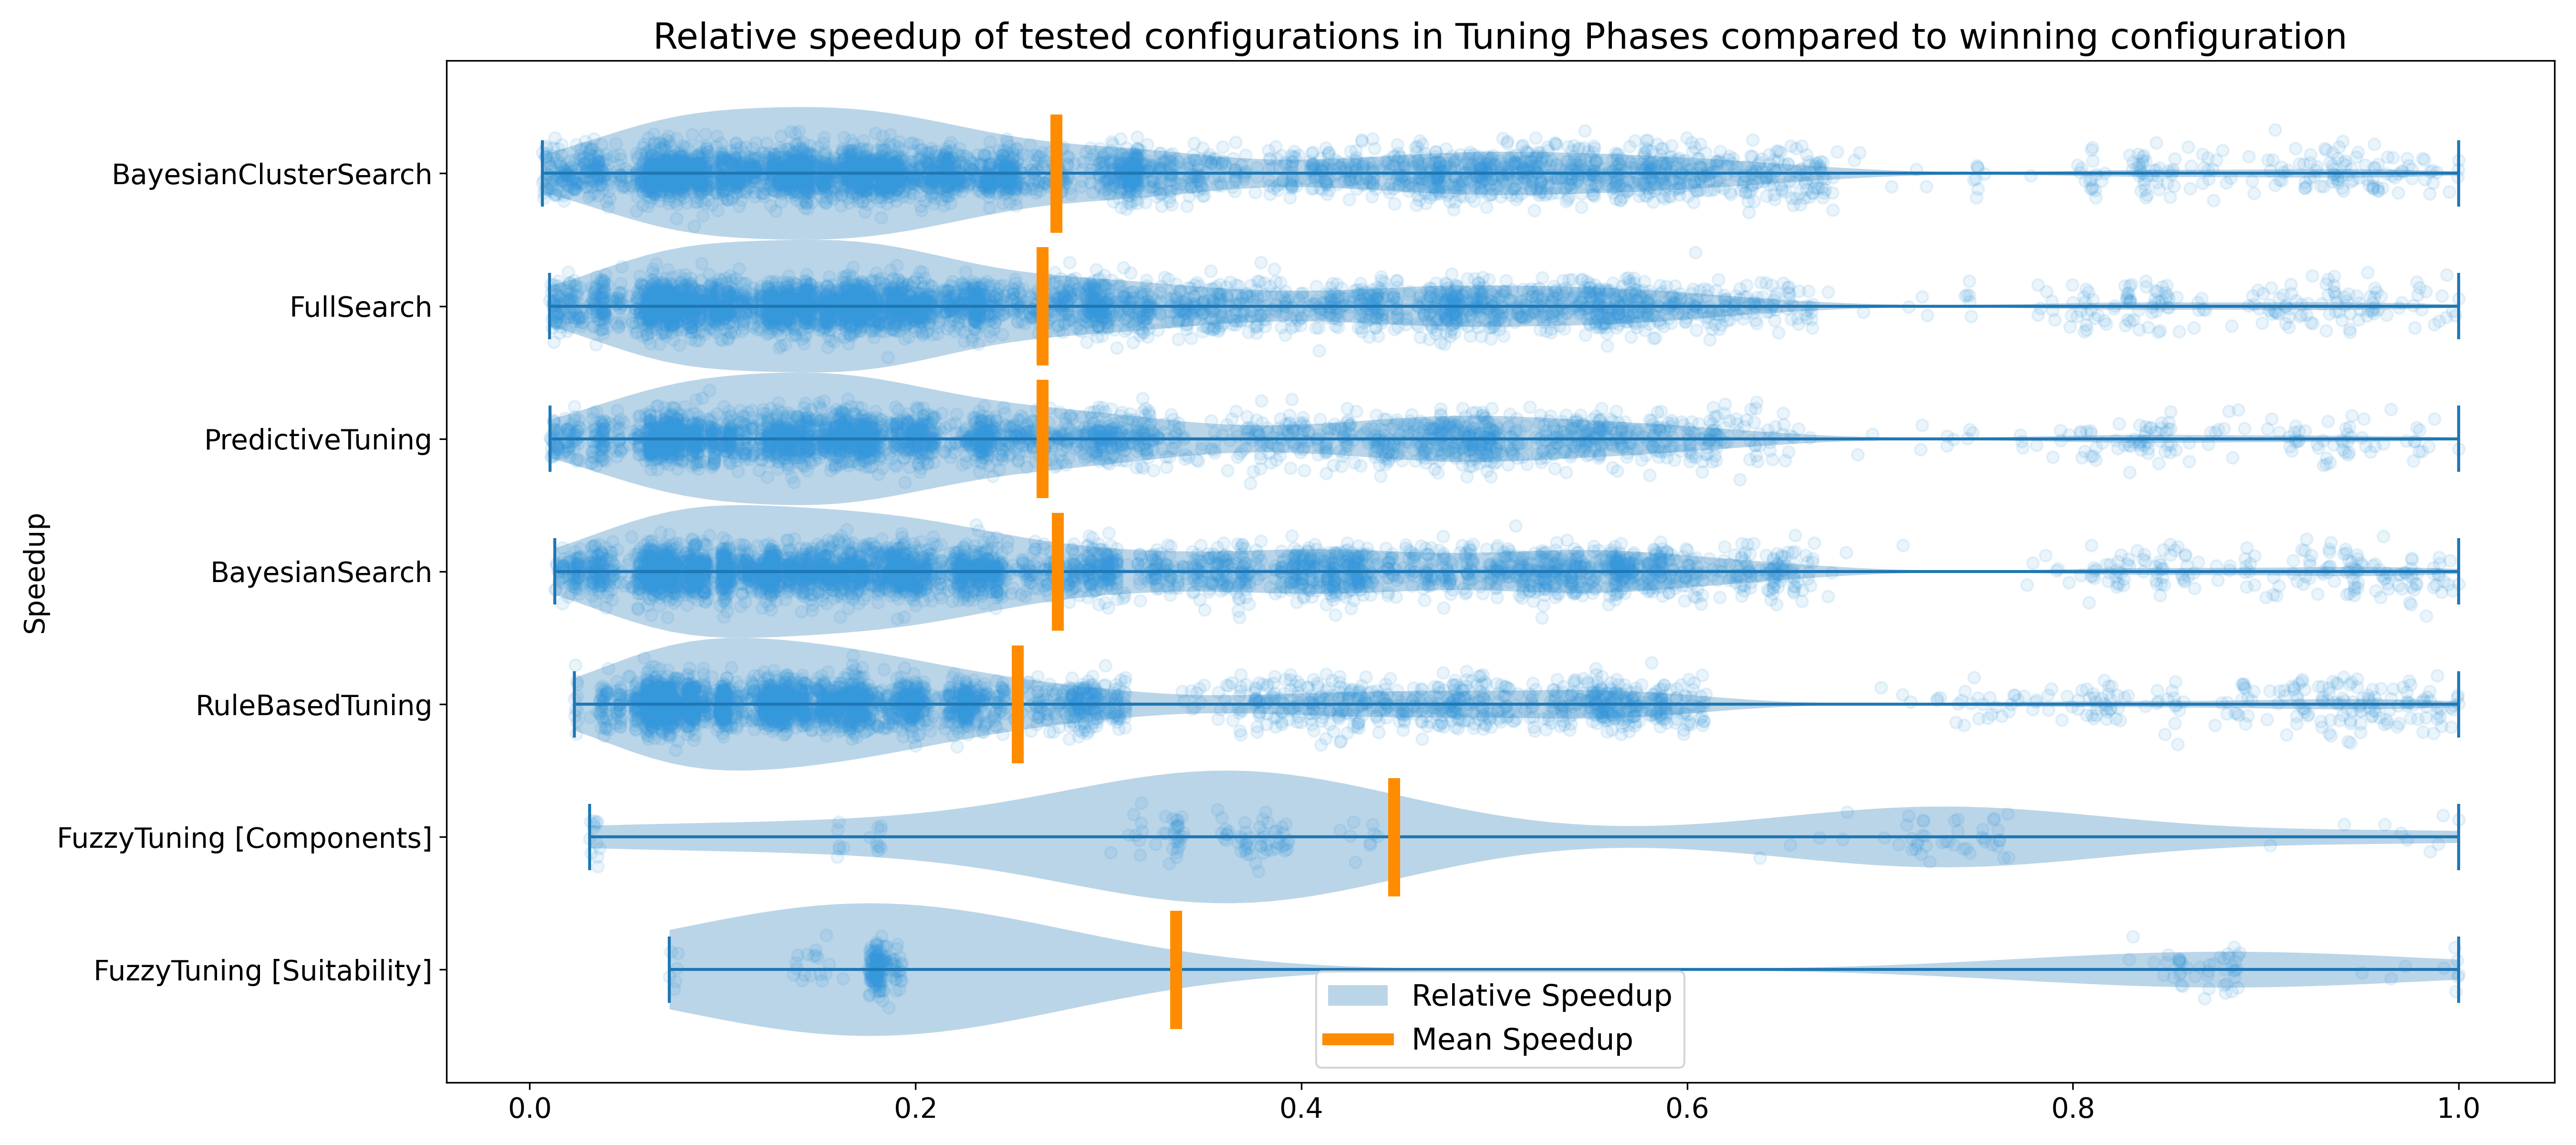 Relative speedup of tested configurations in Tuning Phases compared to winning configuration
Speedup
BayesianClusterSearch
FullSearch
PredictiveTuning
BayesianSearch
RuleBasedTuning
FuzzyTuning [Components]
FuzzyTuning [Suitability]
Relative Speedup
Mean Speedup
0.0 0.2 0.4 0.6 0.8 1.0